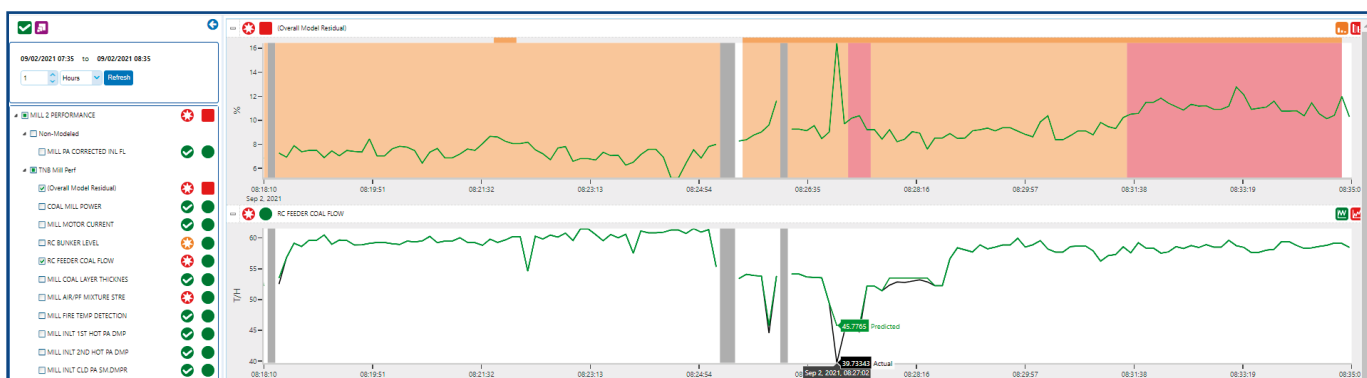 09/02/2021 07:35 to 09/02/2021 08:35
1 Hours Refresh
MILL 2 PERFORMANCE
Non-Modeled
MILL PA CORRECTED INL FL
TNB Mill Perf
(Overall Model Residual)
COAL MILL POWER
MILL MOTOR CURRENT
RC BUNKER LEVEL
RC FEEDER COAL FLOW
MILL COAL LAYER THICKNES
MILL AIR/PF MIXTURE STRE
MILL FIRE TEMP DETECTION
MILL INLT 1ST HOT PA DMP
MILL INLT 2ND HOT PA DMP
MILL INLT CLD PA SM.DMPR
(Overall Model Residual)
16
14
12
10
8
6
%
08:18:10 08:19:51 08:21:32 08:23:13 08:24:54 08:26:35 08:28:16 08:29:57 08:31:38 08:33:19 08:35:0
Sep 2, 2021
RC FEEDER COAL FLOW
60
55
50
45
40
T/H
45.7765 Predicted
39.73343 Actual
Sep 2, 2021, 08:27:02
08:18:10 08:19:51 08:21:32 08:23:13 08:24:54 08:28:16 08:29:57 08:31:38 08:33:19 08:35:0